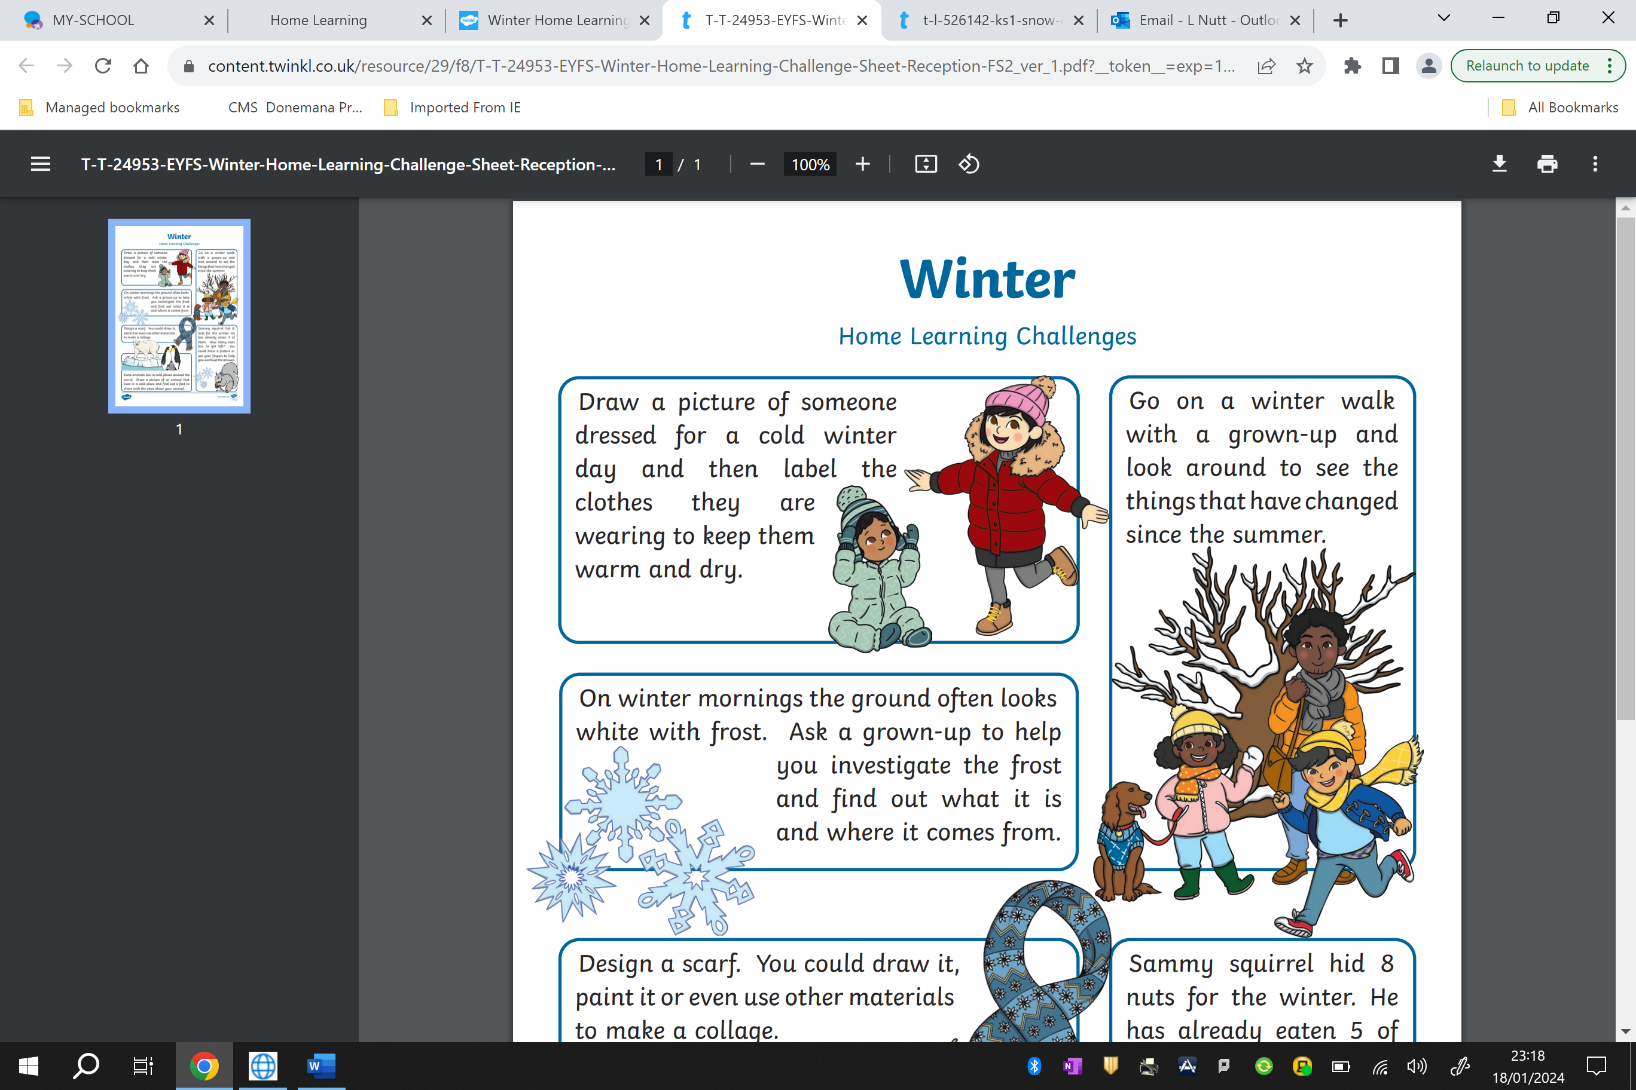 MY-SCHOOL
Home Learning
Winter Home Learning
T-T-24953-EYFS-Winte
t-l-526142-ks1-snow-
Email - L Nutt - Outlo
content.twinkl.co.uk/resource/29/f8/T-T-24953-EYFS-Winter-Home-Learning-Challenge-Sheet-Reception-FS2_ver_1.pdf?__token__=exp=1...
Relaunch to update
Managed bookmarks
CMS Donemana Pr...
Imported From IE
All Bookmarks
T-T-24953-EYFS-Winter-Home-Learning-Challenge-Sheet-Reception-...
1 / 1
100%
1
Winter
Home Learning Challenges
Draw a picture of someone
dressed for a cold winter
day and then label the
clothes they are
wearing to keep them
warm and dry.
Go on a winter walk
with a grown-up and
look around to see the
things that have changed
since the summer.
On winter mornings the ground often looks
white with frost. Ask a grown-up to help
you investigate the frost
and find out what it is
and where it comes from.
Design a scarf. You could draw it,
paint it or even use other materials
to make a collage.
Sammy squirrel hid 8
nuts for the winter. He
has already eaten 5 of
23:18
18/01/2024